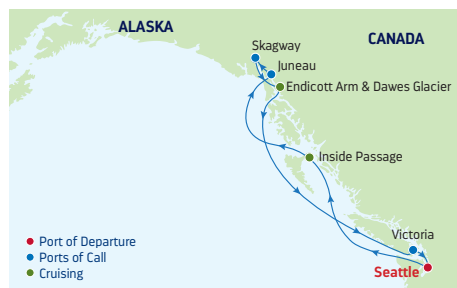 ALASKA
CANADA
Skagway
Juneau
Endicott Arm & Dawes Glacier
Inside Passage
Victoria
Seattle
Port of Departure
Ports of Call
Cruising